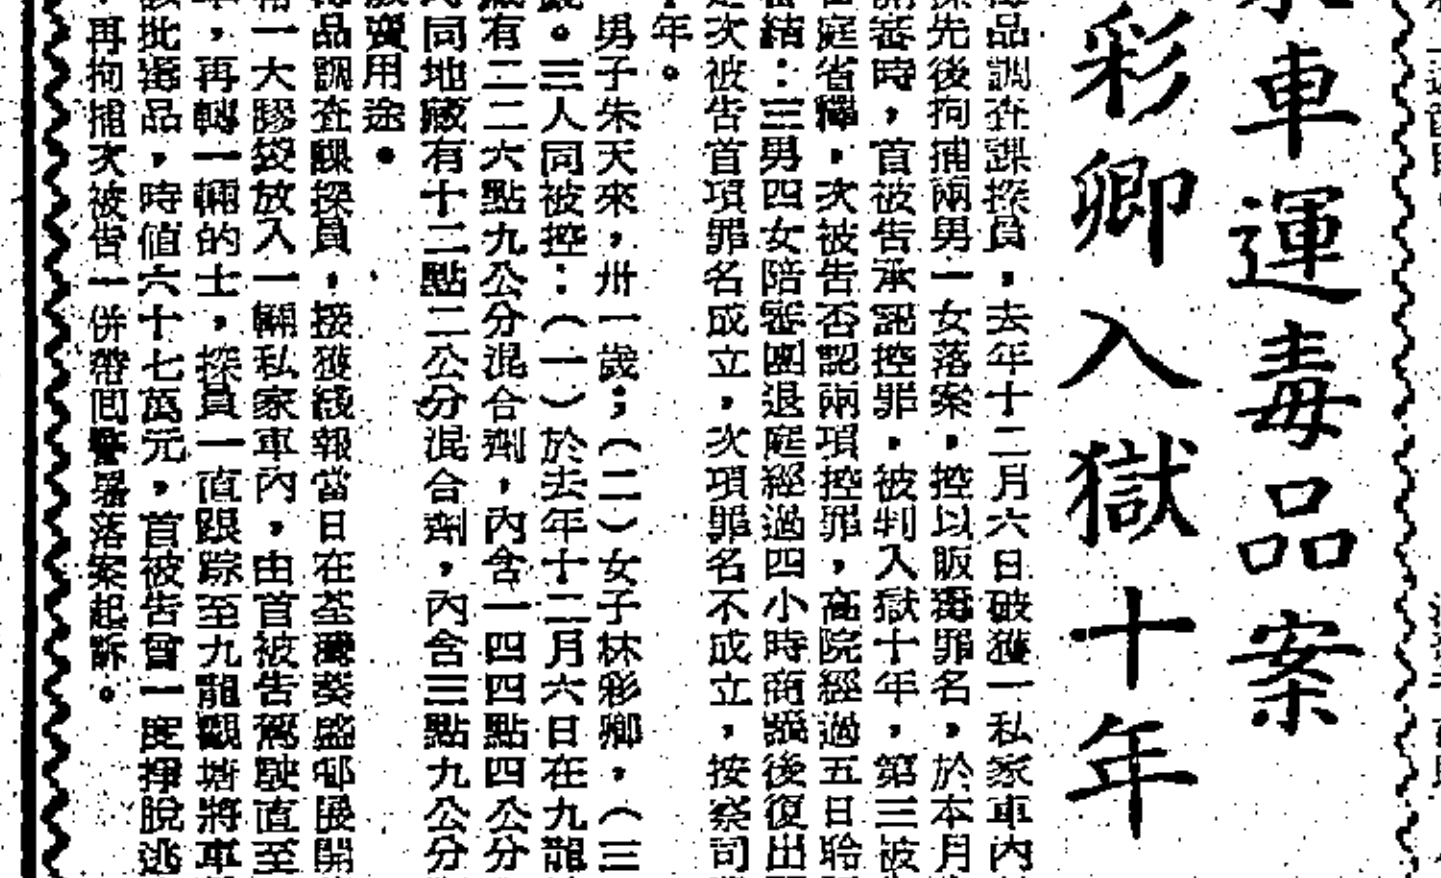 車運毒品案
彩卿入獄十年
品調查課探員，去年十二月六日破獲一私家車內
探先後拘捕兩男一女落案，控以販毒罪名，於本月
審時，首被告承認控罪，被判入獄十年，第三被
庭省釋，次被告否認兩項控罪，高院經過五日聆
結：三男四女陪審團退庭經過四小時商議後復出
次被告首項罪名成立，次項罪名不成立，按察司
年。
男子朱天來，卅一歲；（二）女子林彩卿，（三
。三人同被控：（一）於去年十二月六日在九龍
有二二六點九公分混合劑，內含一四四點四公分
同地藏有十二點二公分混合劑，內含三點九公分
賣用途。
品調查課探員，接獲綫報當日在荃灣葵盛邨展開
一大膠袋放入一輛私家車內，由首被告駕駛直至
，再轉一輛的士，探員一直跟踪至九龍觀塘將車
批毒品，時值六十七萬元，首被告曾一度掙脫逃
，再拘捕次被告一併帶回警署落案起訴。